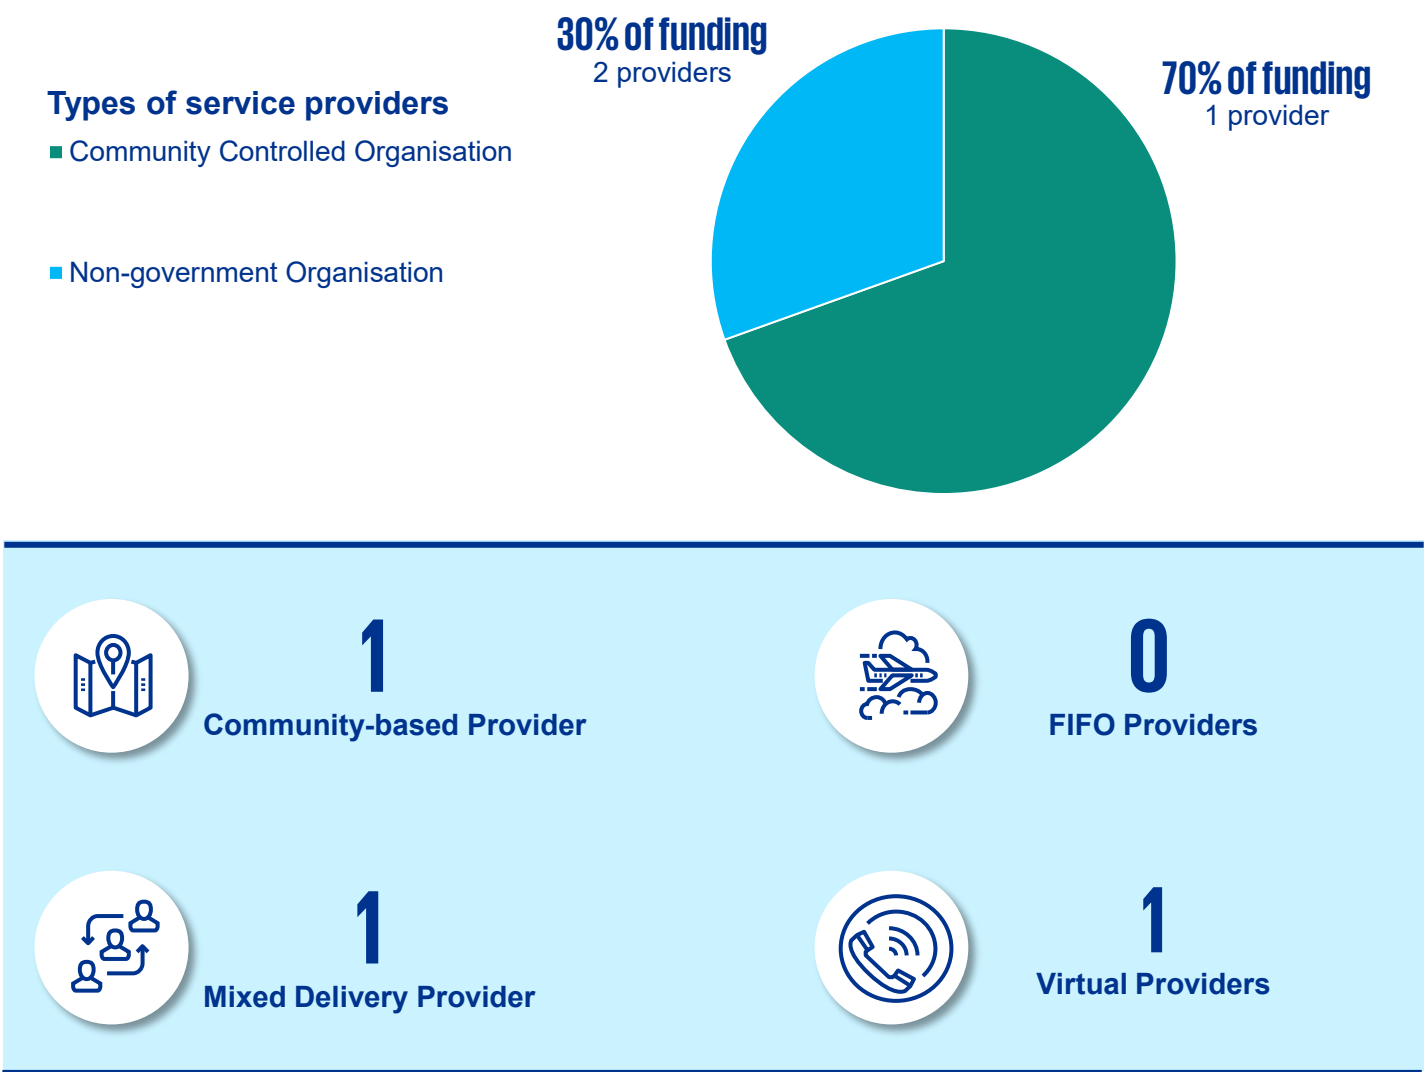 30% of funding
2 providers
70% of funding
1 provider
Types of service providers
Community Controlled Organisation
Non-government Organisation
1
Community-based Provider
0
FIFO Providers
1
Mixed Delivery Provider
1
Virtual Providers